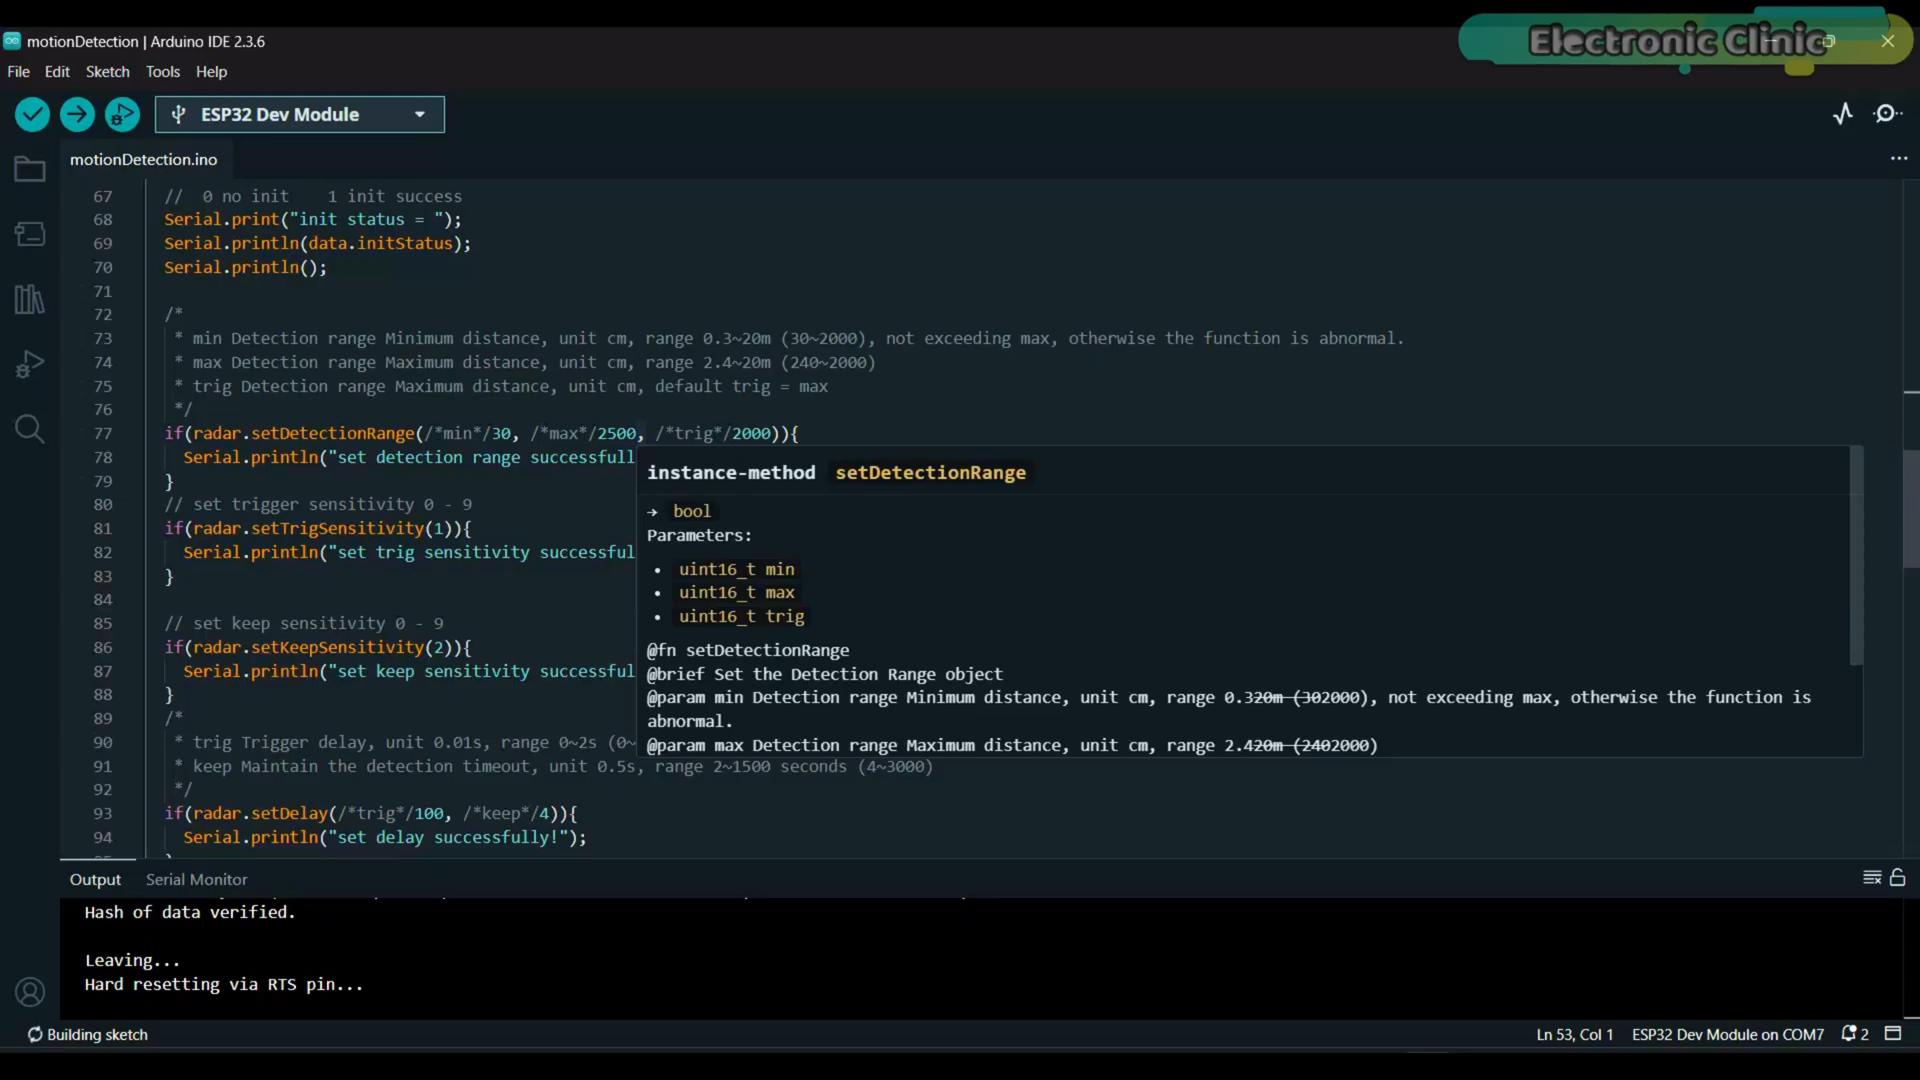 motionDetection | Arduino IDE 2.3.6
Electronic Clinic
File Edit Sketch Tools Help
ESP32 Dev Module
motionDetection.ino
67 // 0 no init 1 init success
68 Serial.print("init status = ");
69 Serial.println(data.initStatus);
70 Serial.println();
71
72 /*
73 * min Detection range Minimum distance, unit cm, range 0.3~20m (30~2000), not exceeding max, otherwise the function is abnormal.
74 * max Detection range Maximum distance, unit cm, range 2.4~20m (240~2000)
75 * trig Detection range Maximum distance, unit cm, default trig = max
76 */
77 if(radar.setDetectionRange(/*min*/30, /*max*/2500, /*trig*/2000)){
78 Serial.println("set detection range successfull
79 }
80 // set trigger sensitivity 0 - 9
81 if(radar.setTrigSensitivity(1)){
82 Serial.println("set trig sensitivity successful
83 }
84
85 // set keep sensitivity 0 - 9
86 if(radar.setKeepSensitivity(2)){
87 Serial.println("set keep sensitivity successful
88 }
89 /*
90 * trig Trigger delay, unit 0.01s, range 0~2s (0~
91 * keep Maintain the detection timeout, unit 0.5s, range 2~1500 seconds (4~3000)
92 */
93 if(radar.setDelay(/*trig*/100, /*keep*/4)){
94 Serial.println("set delay successfully!");
instance-method setDetectionRange
→ bool
Parameters:
• uint16_t min
• uint16_t max
• uint16_t trig
@fn setDetectionRange
@brief Set the Detection Range object
@param min Detection range Minimum distance, unit cm, range 0.320m (302000), not exceeding max, otherwise the function is
abnormal.
@param max Detection range Maximum distance, unit cm, range 2.420m (2402000)
Output Serial Monitor
Hash of data verified.
Leaving...
Hard resetting via RTS pin...
Building sketch
Ln 53, Col 1 ESP32 Dev Module on COM7 2